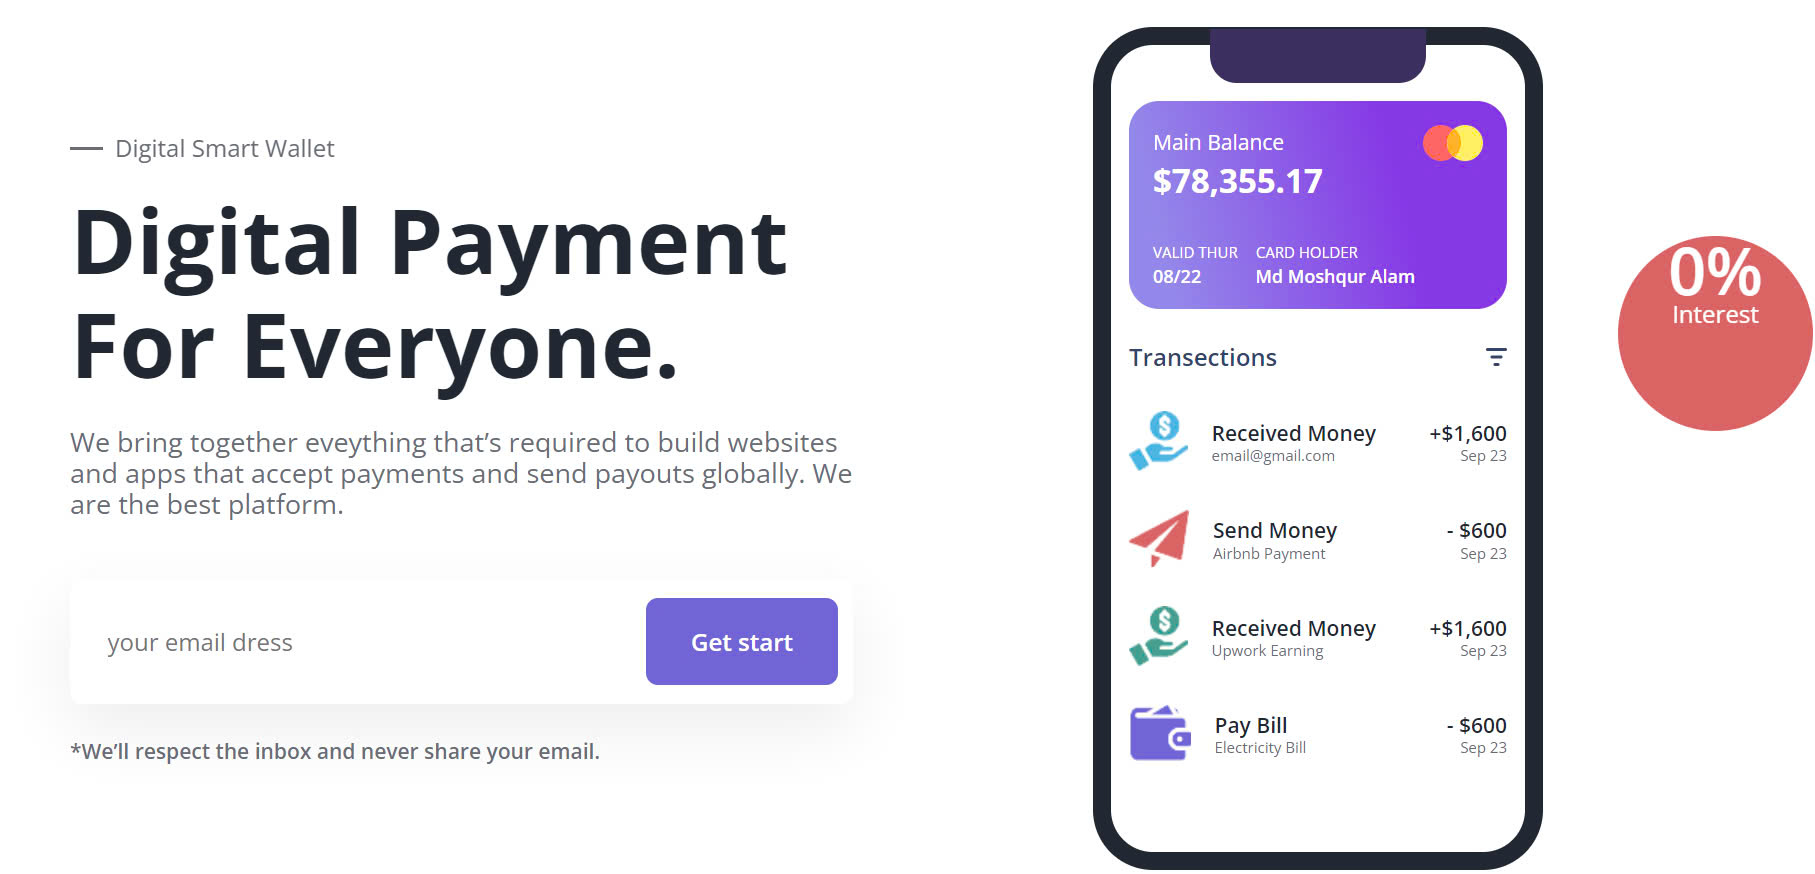 Digital Smart Wallet
Digital Payment
For Everyone.
We bring together eveything that’s required to build websites
and apps that accept payments and send payouts globally. We
are the best platform.
your email dress
Get start
*We’ll respect the inbox and never share your email.
Main Balance
$78,355.17
VALID THUR CARD HOLDER
08/22 Md Moshqur Alam
Transections
Received Money +$1,600
email@gmail.com Sep 23
Send Money - $600
Airbnb Payment Sep 23
Received Money +$1,600
Upwork Earning Sep 23
Pay Bill - $600
Electricity Bill Sep 23
0%
Interest